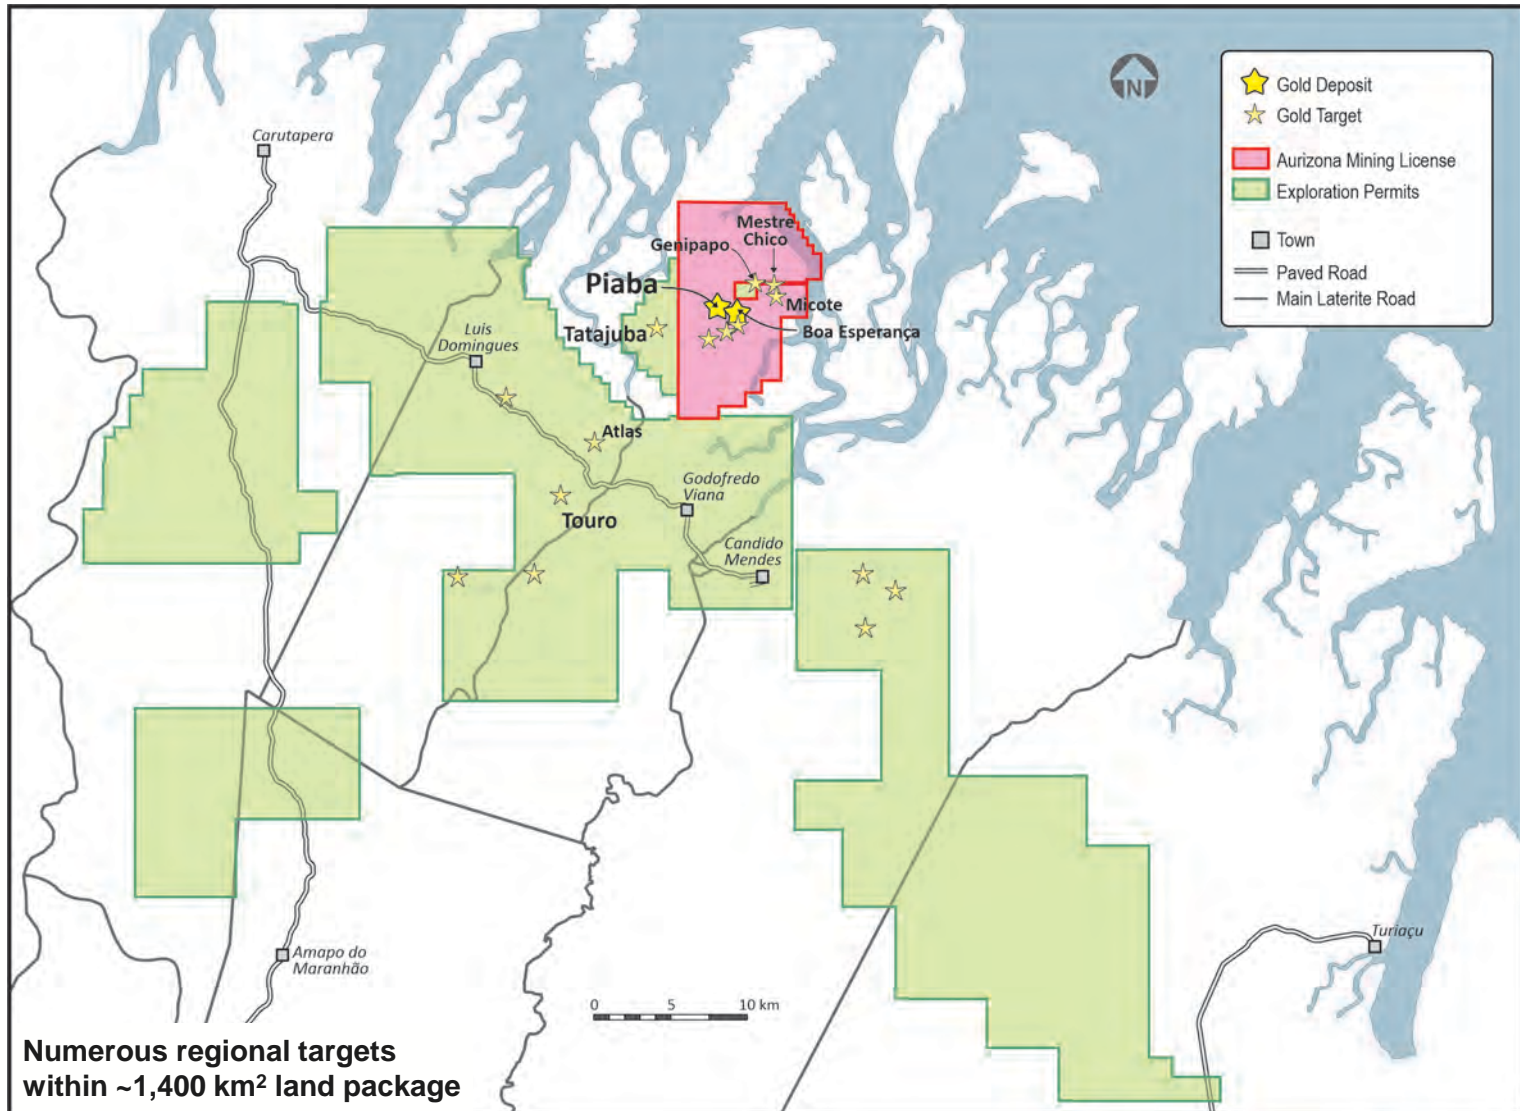 Carutapera
N
Gold Deposit
Gold Target
Aurizona Mining License
Exploration Permits
Town
Paved Road
Main Laterite Road
Mestre
Chico
Genipapo
Piaba
Micote
Tatajuba
Boa Esperança
Luis
Domingues
Atlas
Godofredo
Viana
Touro
Candido
Mendes
Turiaçu
Amapo do
Maranhão
0 5 10 km
Numerous regional targets
within ~1,400 km² land package